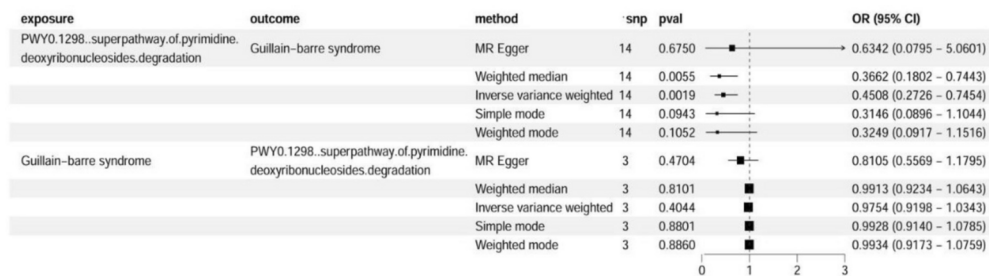 exposure outcome method snp pval OR (95% CI)
PWY0.1298..superpathway.of.pyrimidine.
deoxyribonucleosides.degradation Guillain−barre syndrome MR Egger 14 0.6750 0.6342 (0.0795 − 5.0601)
Weighted median 14 0.0055 0.3662 (0.1802 − 0.7443)
Inverse variance weighted 14 0.0019 0.4508 (0.2726 − 0.7454)
Simple mode 14 0.0943 0.3146 (0.0896 − 1.1044)
Weighted mode 14 0.1052 0.3249 (0.0917 − 1.1516)
Guillain−barre syndrome PWY0.1298..superpathway.of.pyrimidine.
deoxyribonucleosides.degradation MR Egger 3 0.4704 0.8105 (0.5569 − 1.1795)
Weighted median 3 0.8101 0.9913 (0.9234 − 1.0643)
Inverse variance weighted 3 0.4044 0.9754 (0.9198 − 1.0343)
Simple mode 3 0.8801 0.9928 (0.9140 − 1.0785)
Weighted mode 3 0.8860 0.9934 (0.9173 − 1.0759)
0 1 2 3